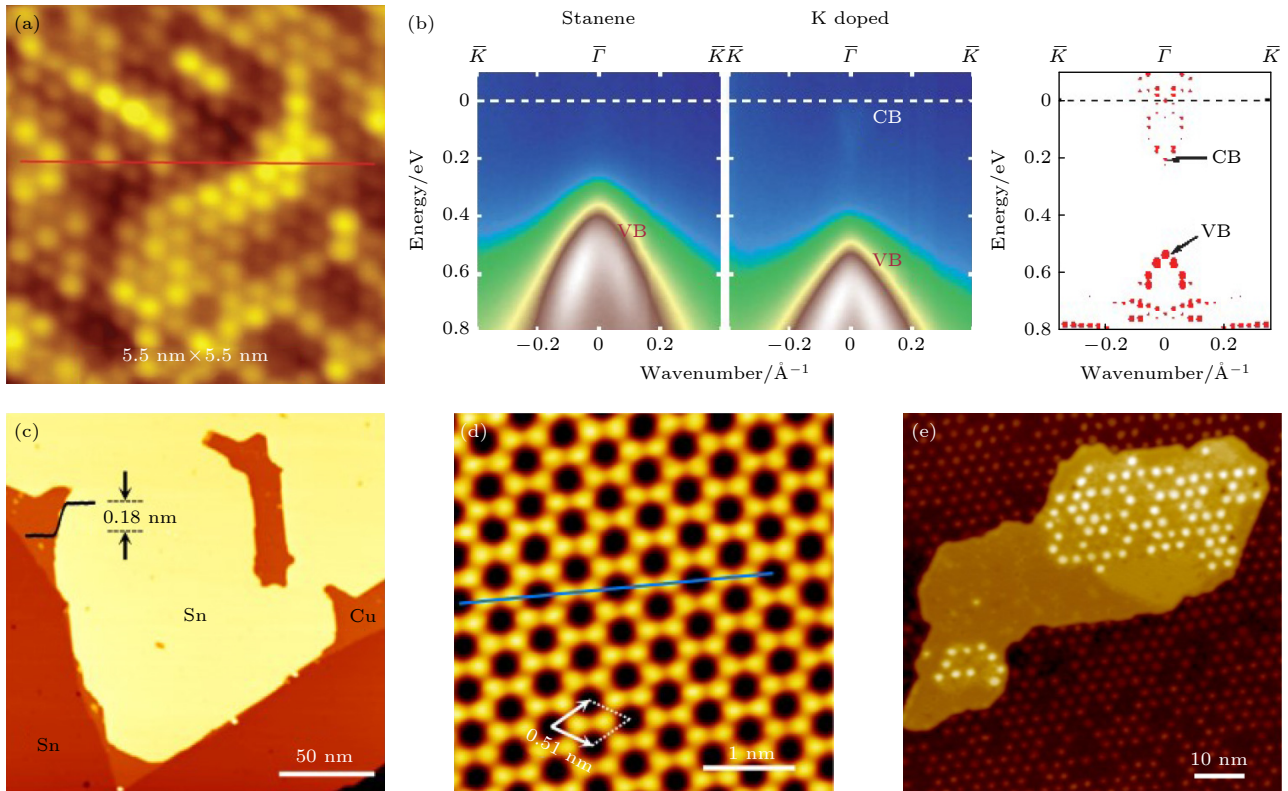 (a)
5.5 nm×5.5 nm
(b)
Stanene
K doped
K̅ Γ̅ K̅ K̅ Γ̅ K̅ K̅ Γ̅ K̅
Energy/eV
0
0.2
0.4
0.6
0.8
VB
−0.2 0 0.2
CB
VB
−0.2 0 0.2
Wavenumber/Å⁻¹
Energy/eV
0
0.2
0.4
0.6
0.8
CB
VB
−0.2 0 0.2
Wavenumber/Å⁻¹
(c)
0.18 nm
Sn
Cu
Sn
50 nm
(d)
0.51 nm
1 nm
(e)
10 nm